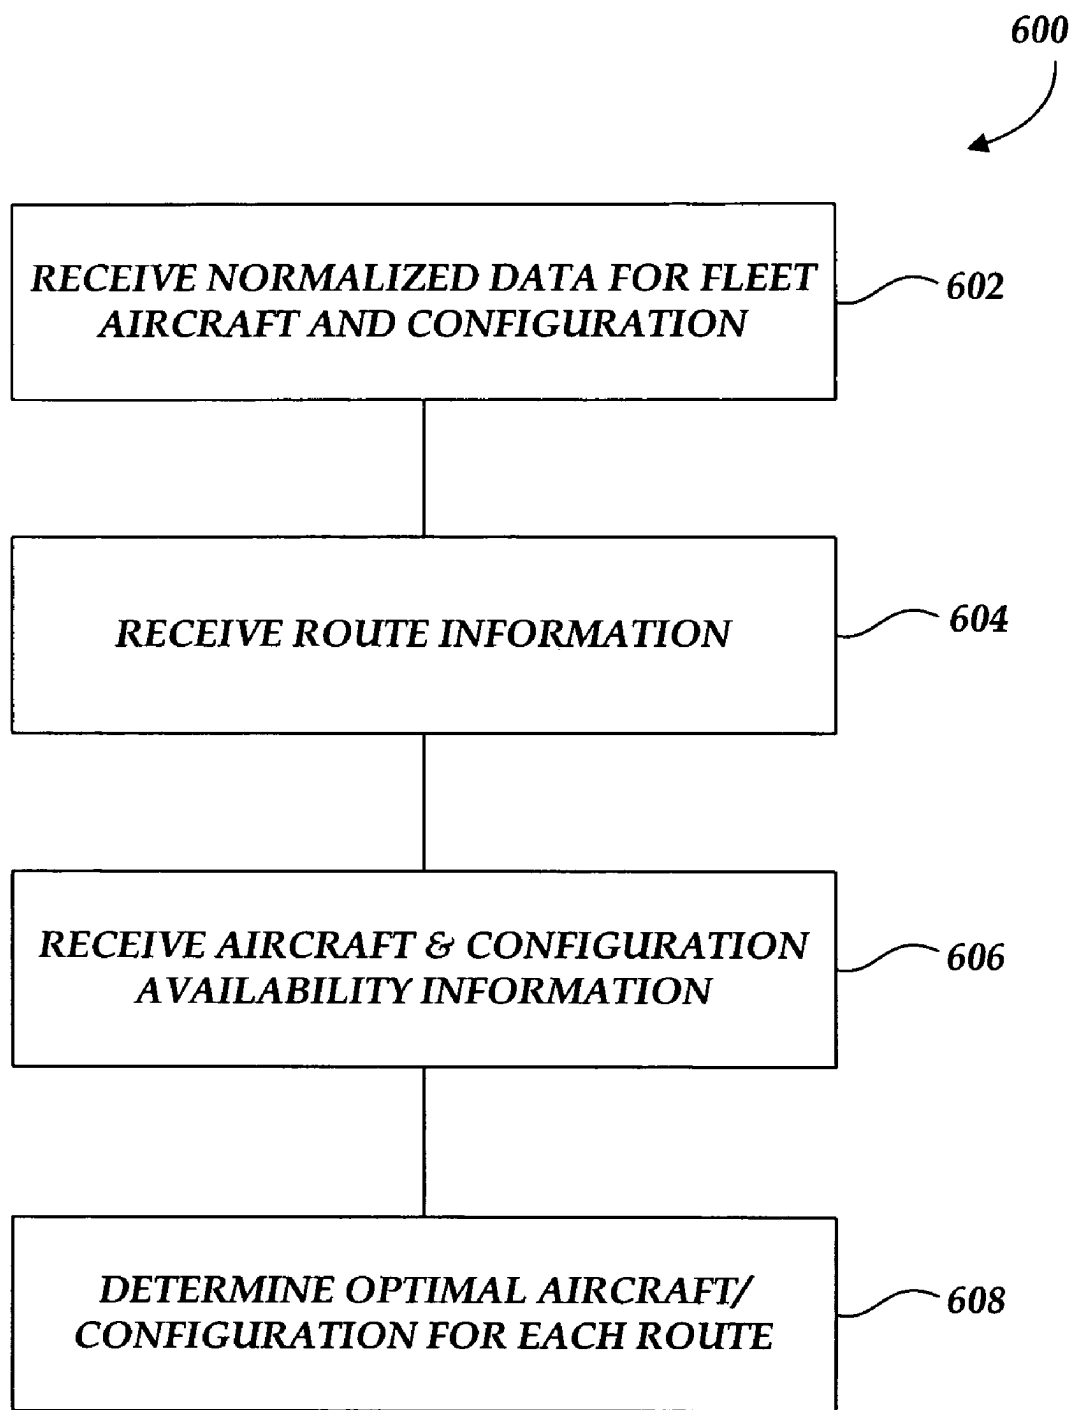 600
RECEIVE NORMALIZED DATA FOR FLEET
AIRCRAFT AND CONFIGURATION
602
RECEIVE ROUTE INFORMATION
604
RECEIVE AIRCRAFT & CONFIGURATION
AVAILABILITY INFORMATION
606
DETERMINE OPTIMAL AIRCRAFT/
CONFIGURATION FOR EACH ROUTE
608